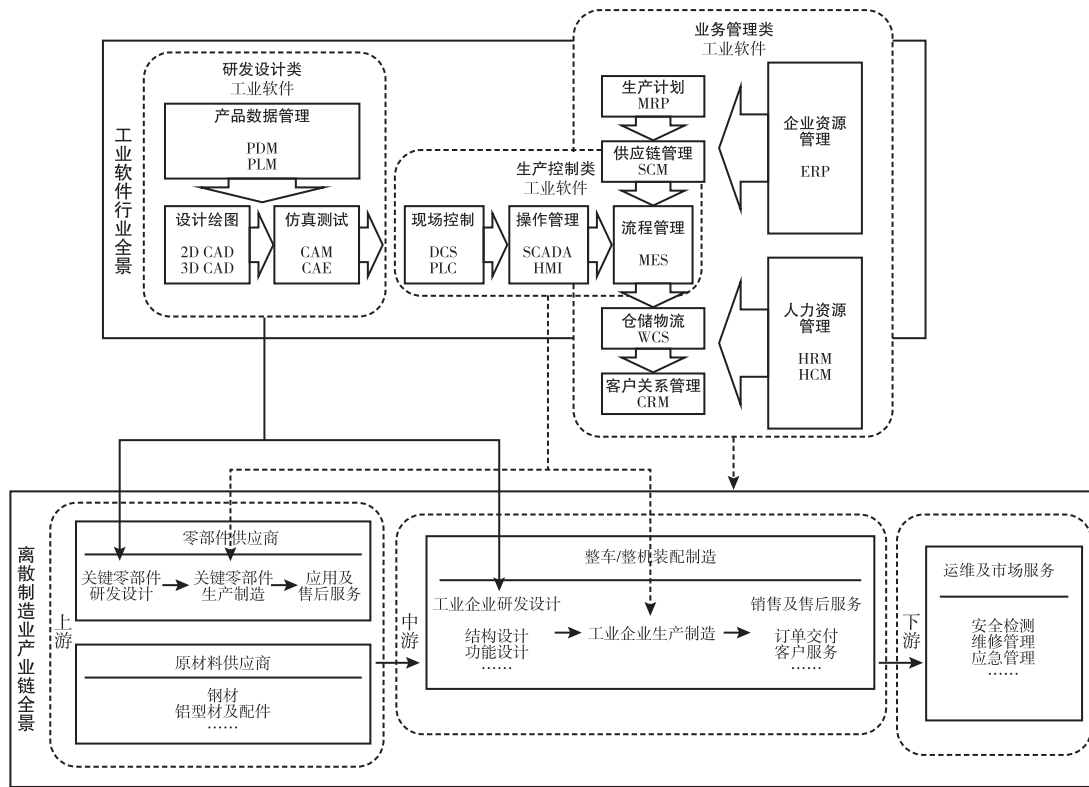 工业软件行业全景
研发设计类
工业软件
产品数据管理
PDM
PLM
设计绘图
2D CAD
3D CAD
仿真测试
CAM
CAE
生产控制类
工业软件
现场控制
DCS
PLC
操作管理
SCADA
HMI
流程管理
MES
业务管理类
工业软件
生产计划
MRP
供应链管理
SCM
仓储物流
WCS
客户关系管理
CRM
企业资源
管理
ERP
人力资源
管理
HRM
HCM
离散制造业产业链全景
上游
零部件供应商
关键零部件
研发设计
关键零部件
生产制造
应用及
售后服务
原材料供应商
钢材
铝型材及配件
……
中游
整车/整机装配制造
工业企业研发设计
结构设计
功能设计
……
工业企业生产制造
销售及售后服务
订单交付
客户服务
……
下游
运维及市场服务
安全检测
维修管理
应急管理
……